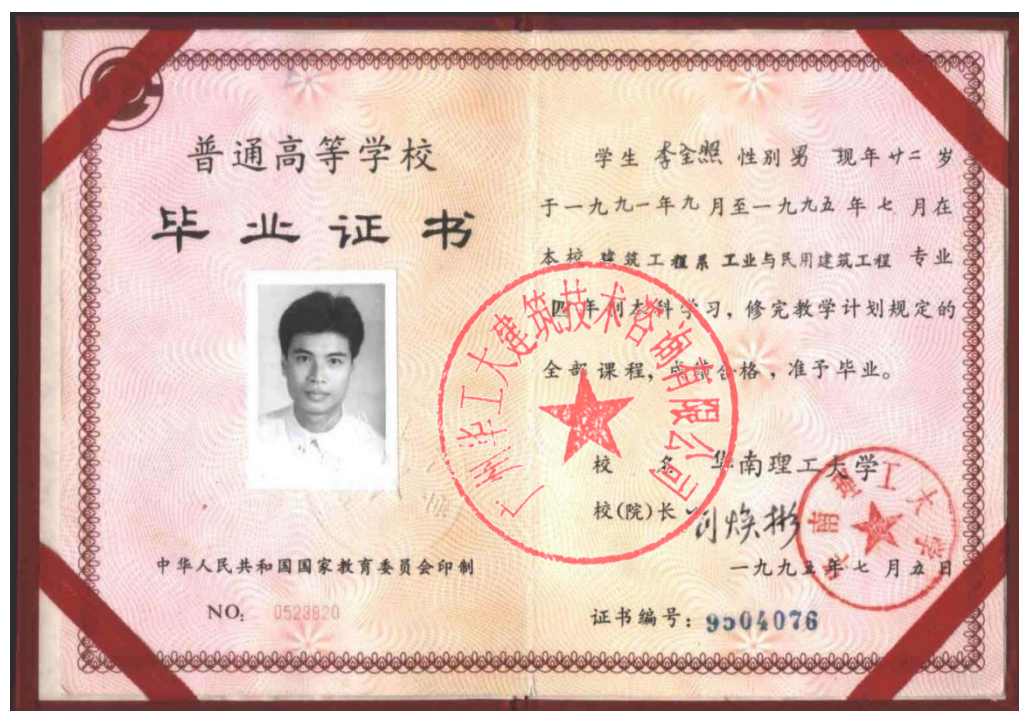 普通高等学校
毕业证书
中华人民共和国国家教育委员会印制
NO: 0523820
学生 李全照 性别 男 现年 廿二 岁
于一九九一年九月至一九九五年七月在
本校 建筑工程系 工业与民用建筑工程 专业
四年制本科学习，修完教学计划规定的
全部课程，成绩合格，准予毕业。
校 名 华南理工大学
校(院)长 刘焕彬
一九九五年七月五日
证书编号：9504076
广州华工大建筑技术咨询有限公司
华南理工大学